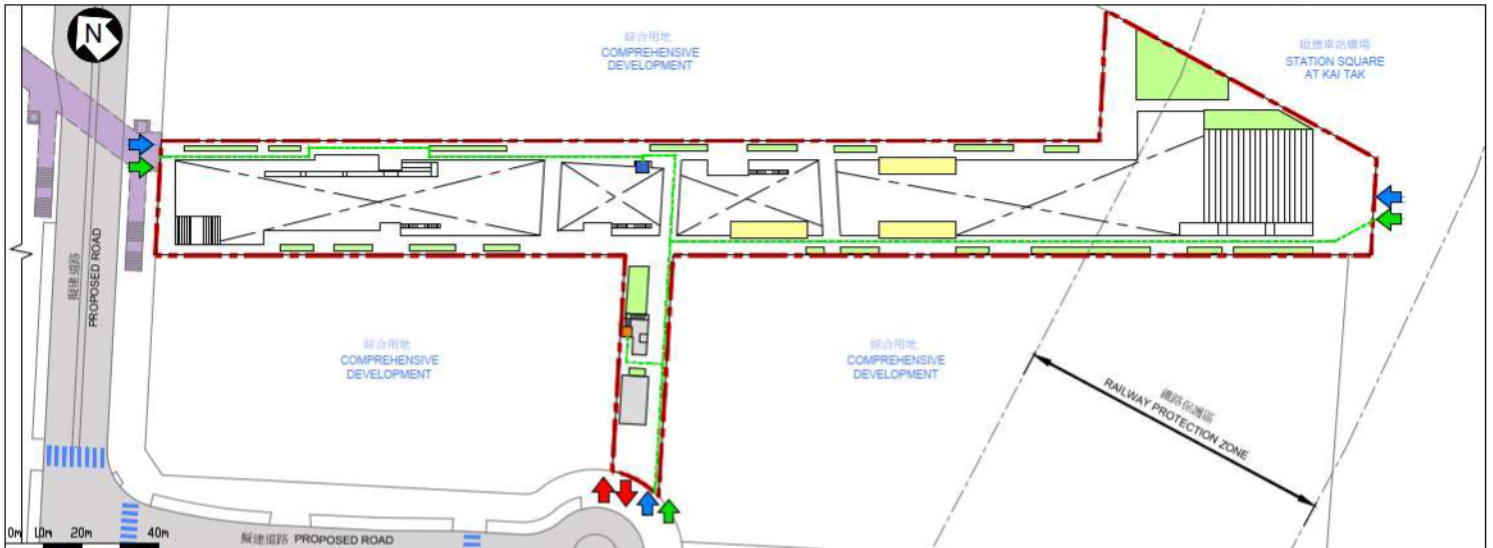 N
綜合用地
COMPREHENSIVE
DEVELOPMENT
啟德車站廣場
STATION SQUARE
AT KAI TAK
擬建道路
PROPOSED ROAD
綜合用地
COMPREHENSIVE
DEVELOPMENT
綜合用地
COMPREHENSIVE
DEVELOPMENT
鐵路保護區
RAILWAY PROTECTION ZONE
0m 10m 20m 40m
擬建道路 PROPOSED ROAD